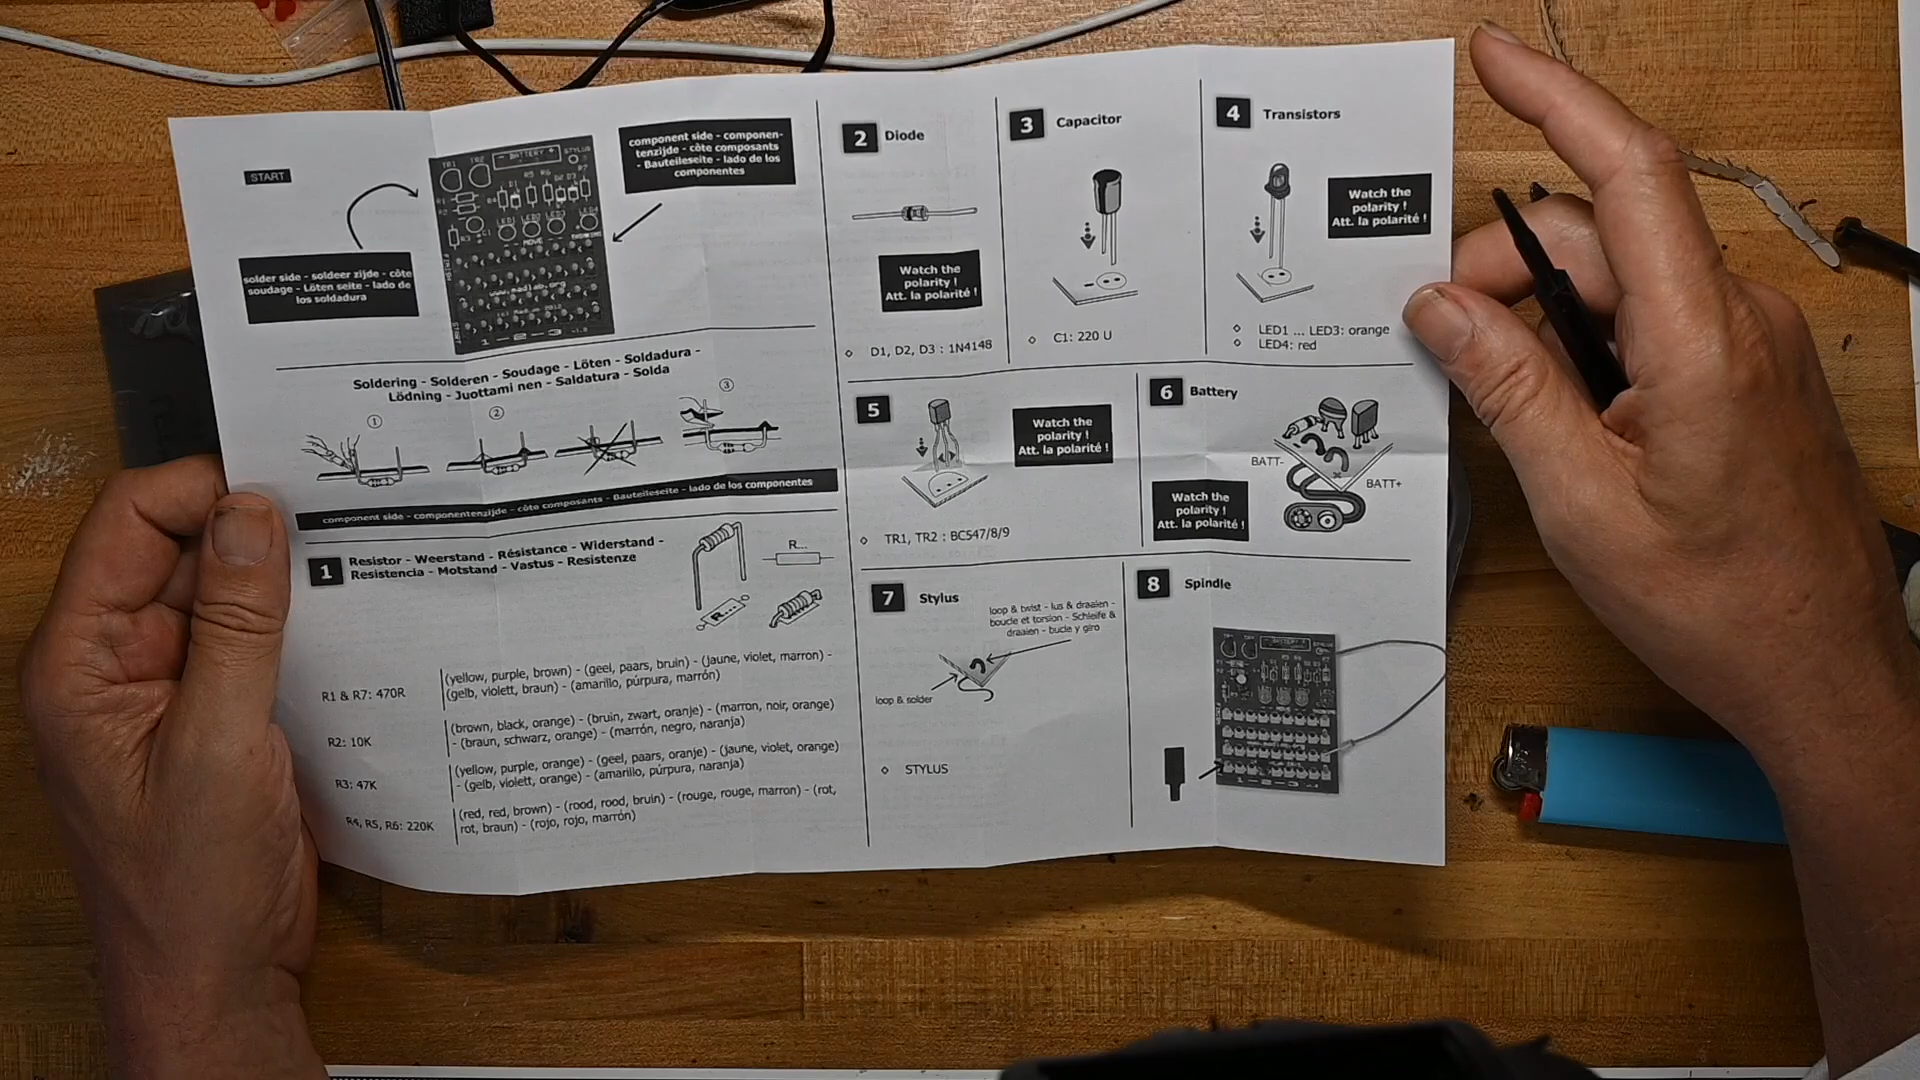 START
component side - componen-
tenzijde - côte composants
- Bauteileseite - lado de los
componentes
solder side - soldeer zijde - côte
soudage - Löten seite - lado de
los soldadura
TR1
TR2
- BATTERY +
STYLUS
www.madlab.org
Soldering - Solderen - Soudage - Löten - Soldadura -
Lödning - Juottami nen - Saldatura - Solda
1
2
3
component side - componentenzijde - côte composants - Bauteileseite - lado de los componentes
1
Resistor - Weerstand - Résistance - Widerstand -
Resistencia - Motstand - Vastus - Resistenze
R...
R1 & R7: 470R
(yellow, purple, brown) - (geel, paars, bruin) - (jaune, violet, marron) -
(gelb, violett, braun) - (amarillo, púrpura, marrón)
R2: 10K
(brown, black, orange) - (bruin, zwart, oranje) - (marron, noir, orange)
- (braun, schwarz, orange) - (marrón, negro, naranja)
R3: 47K
(yellow, purple, orange) - (geel, paars, oranje) - (jaune, violet, orange)
- (gelb, violett, orange) - (amarillo, púrpura, naranja)
R4, R5, R6: 220K
(red, red, brown) - (rood, rood, bruin) - (rouge, rouge, marron) - (rot,
rot, braun) - (rojo, rojo, marrón)
2
Diode
Watch the
polarity !
Att. la polarité !
◇ D1, D2, D3 : 1N4148
3
Capacitor
◇ C1: 220 U
4
Transistors
Watch the
polarity !
Att. la polarité !
◇ LED1 ... LED3: orange
◇ LED4: red
5
Watch the
polarity !
Att. la polarité !
◇ TR1, TR2 : BC547/8/9
6
Battery
BATT-
BATT+
Watch the
polarity !
Att. la polarité !
7
Stylus
loop & twist - lus & draaien -
boucle et torsion - Schleife &
draaien - bucle y giro
loop & solder
◇ STYLUS
8
Spindle